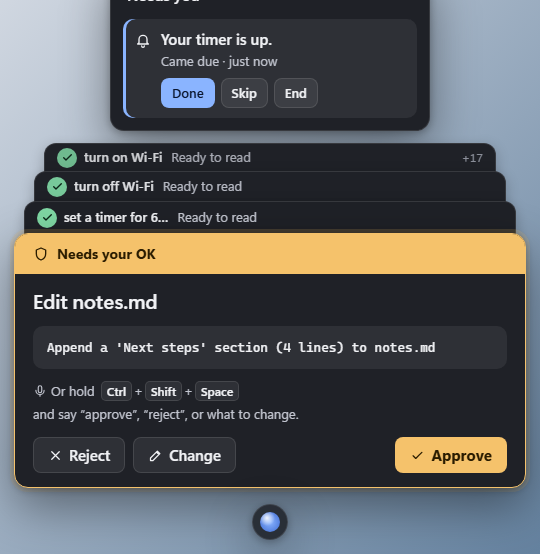 Your timer is up.
Came due · just now
Done Skip End
turn on Wi-Fi Ready to read +17
turn off Wi-Fi Ready to read
set a timer for 6... Ready to read
Needs your OK
Edit notes.md
Append a 'Next steps' section (4 lines) to notes.md
Or hold Ctrl + Shift + Space
and say “approve”, “reject”, or what to change.
Reject Change Approve